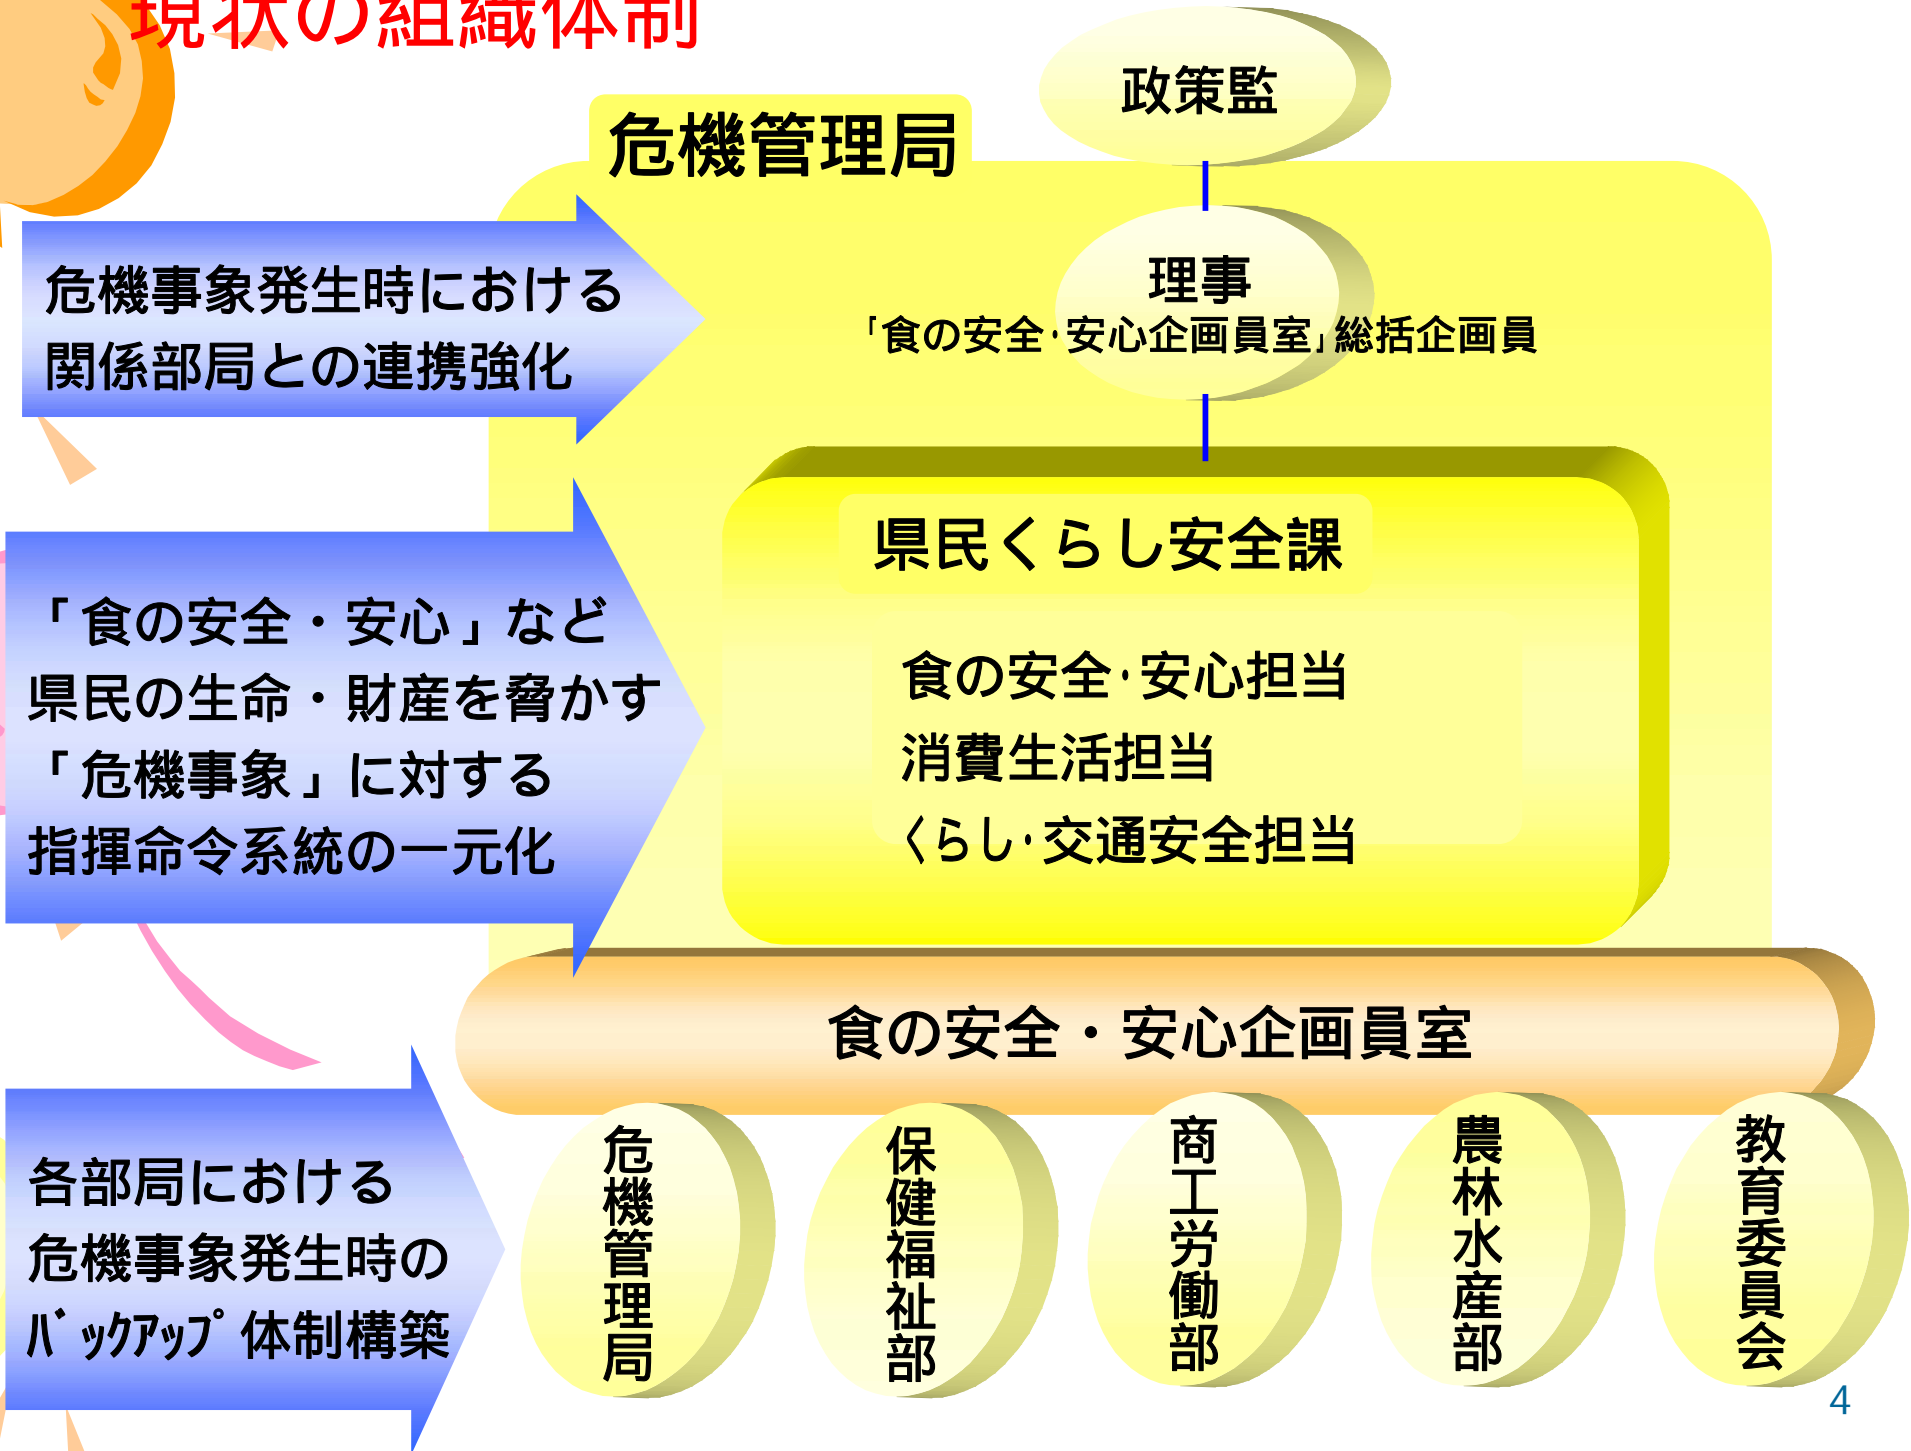 現状の組織体制
政策監
危機管理局
理事
「食の安全・安心企画員室」総括企画員
危機事象発生時における
関係部局との連携強化
県民くらし安全課
食の安全・安心担当
消費生活担当
くらし・交通安全担当
「食の安全・安心」など
県民の生命・財産を脅かす
「危機事象」に対する
指揮命令系統の一元化
食の安全・安心企画員室
各部局における
危機事象発生時の
ﾊﾞｯｸｱｯﾌﾟ体制構築
危機管理局
保健福祉部
商工労働部
農林水産部
教育委員会
4